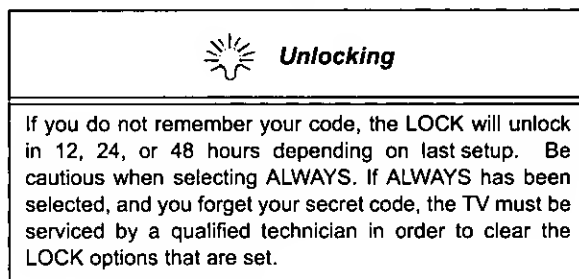 Unlocking
If you do not remember your code, the LOCK will unlock
in 12, 24, or 48 hours depending on last setup. Be
cautious when selecting ALWAYS. If ALWAYS has been
selected, and you forget your secret code, the TV must be
serviced by a qualified technician in order to clear the
LOCK options that are set.